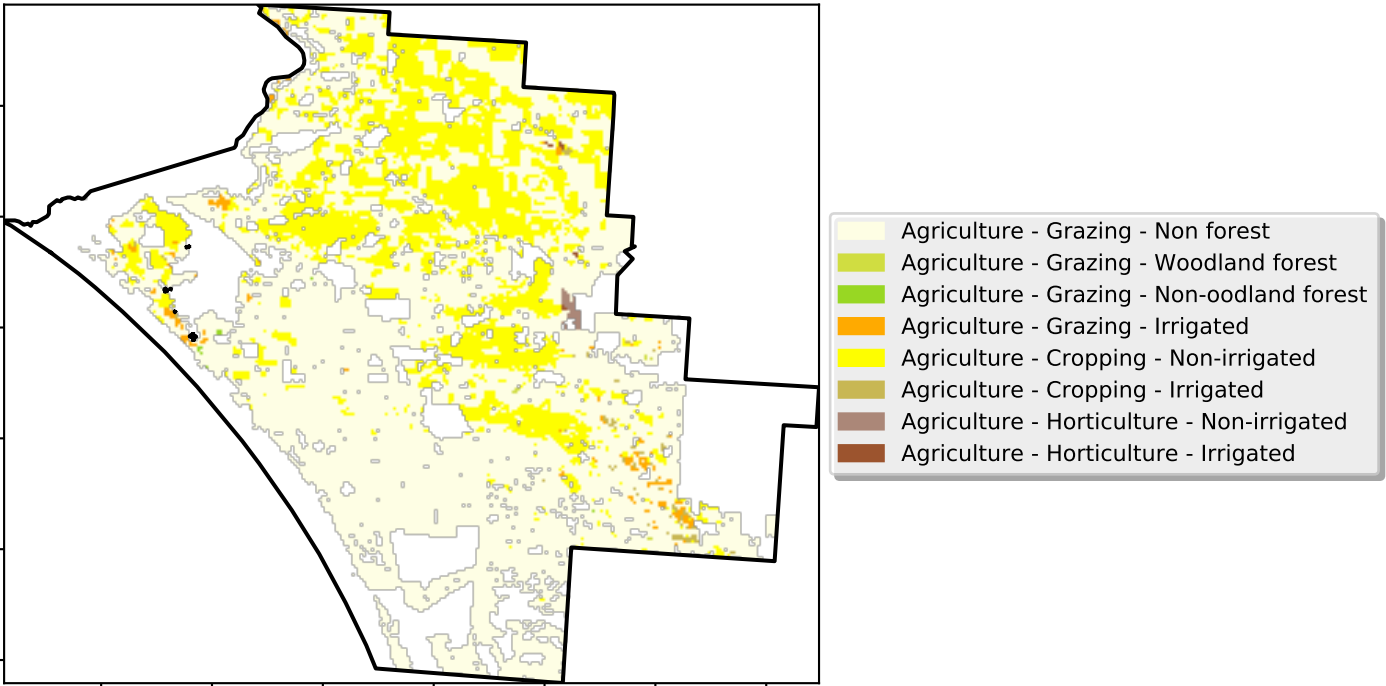 Agriculture - Grazing - Non forest
Agriculture - Grazing - Woodland forest
Agriculture - Grazing - Non-oodland forest
Agriculture - Grazing - Irrigated
Agriculture - Cropping - Non-irrigated
Agriculture - Cropping - Irrigated
Agriculture - Horticulture - Non-irrigated
Agriculture - Horticulture - Irrigated